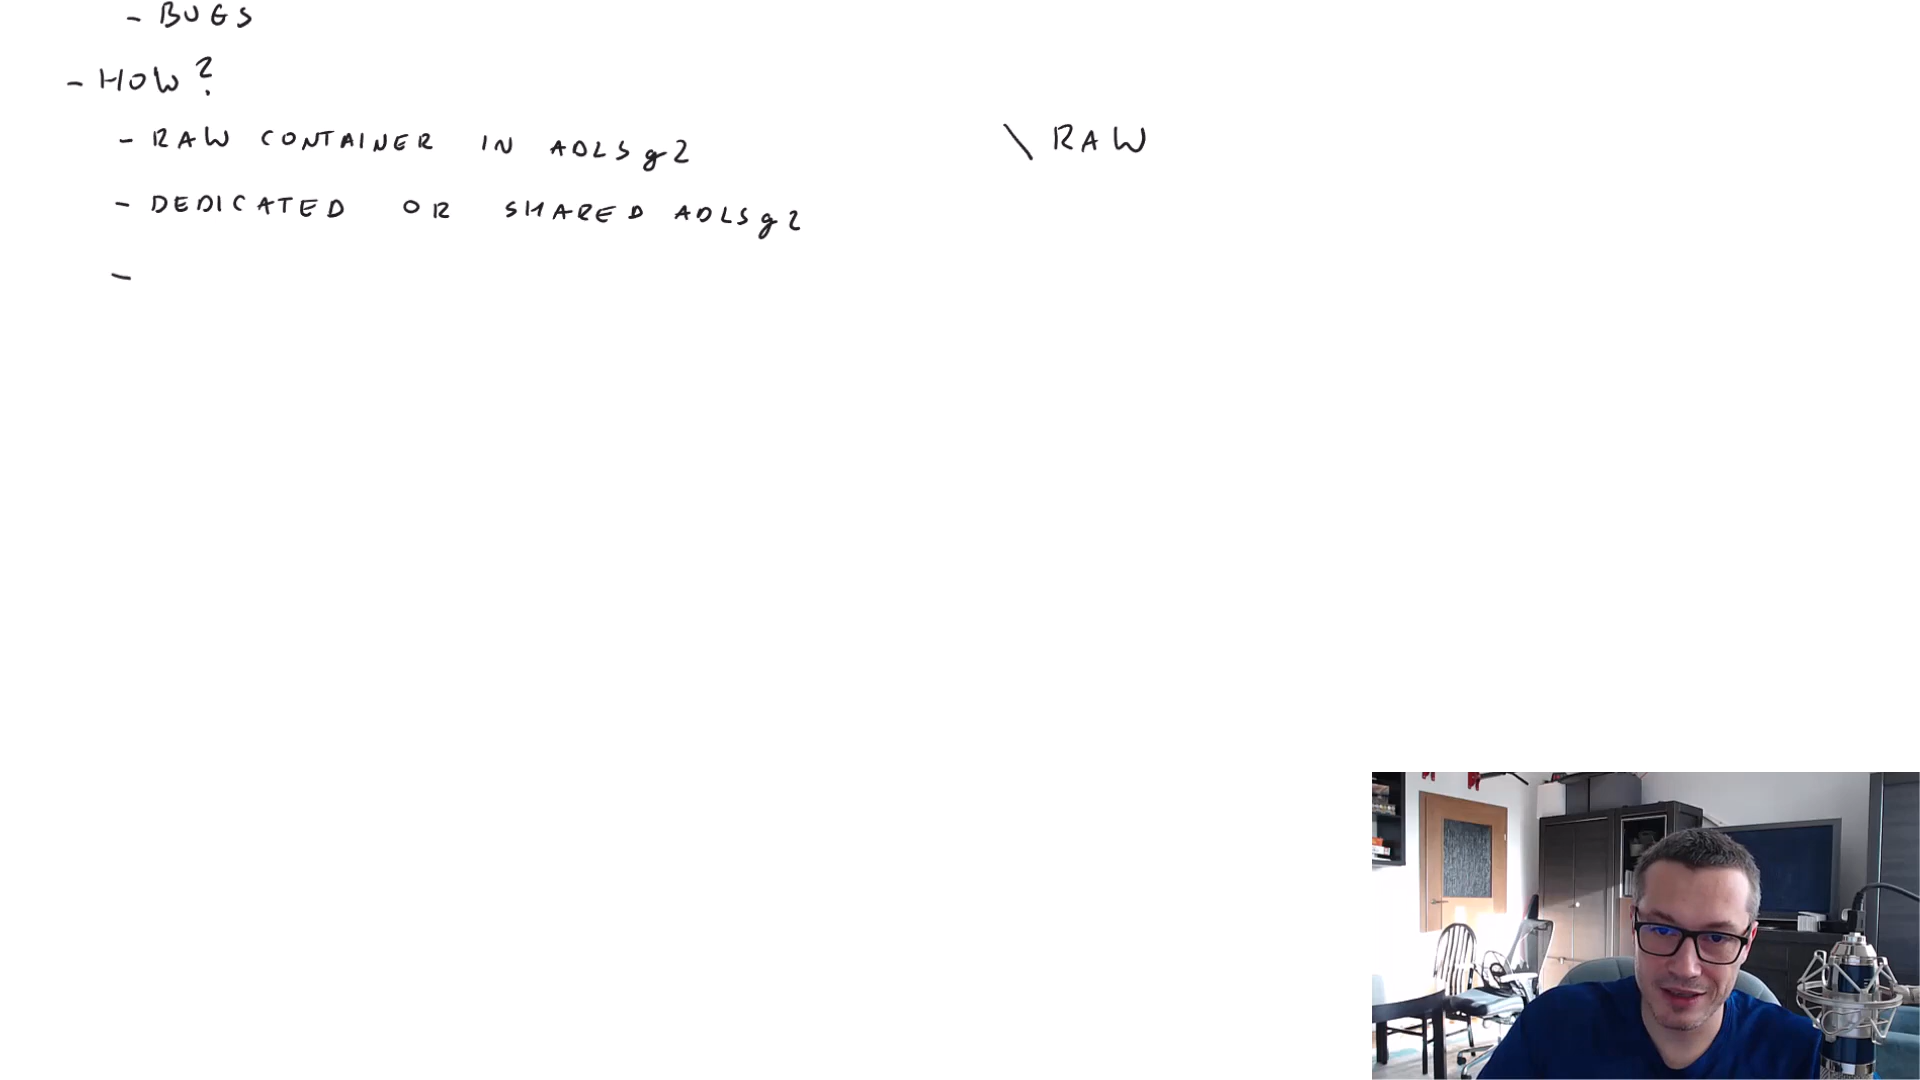 - BUGS
- HOW?
- RAW CONTAINER IN ADLS g2
\ RAW
- DEDICATED OR SHARED ADLS g2
-